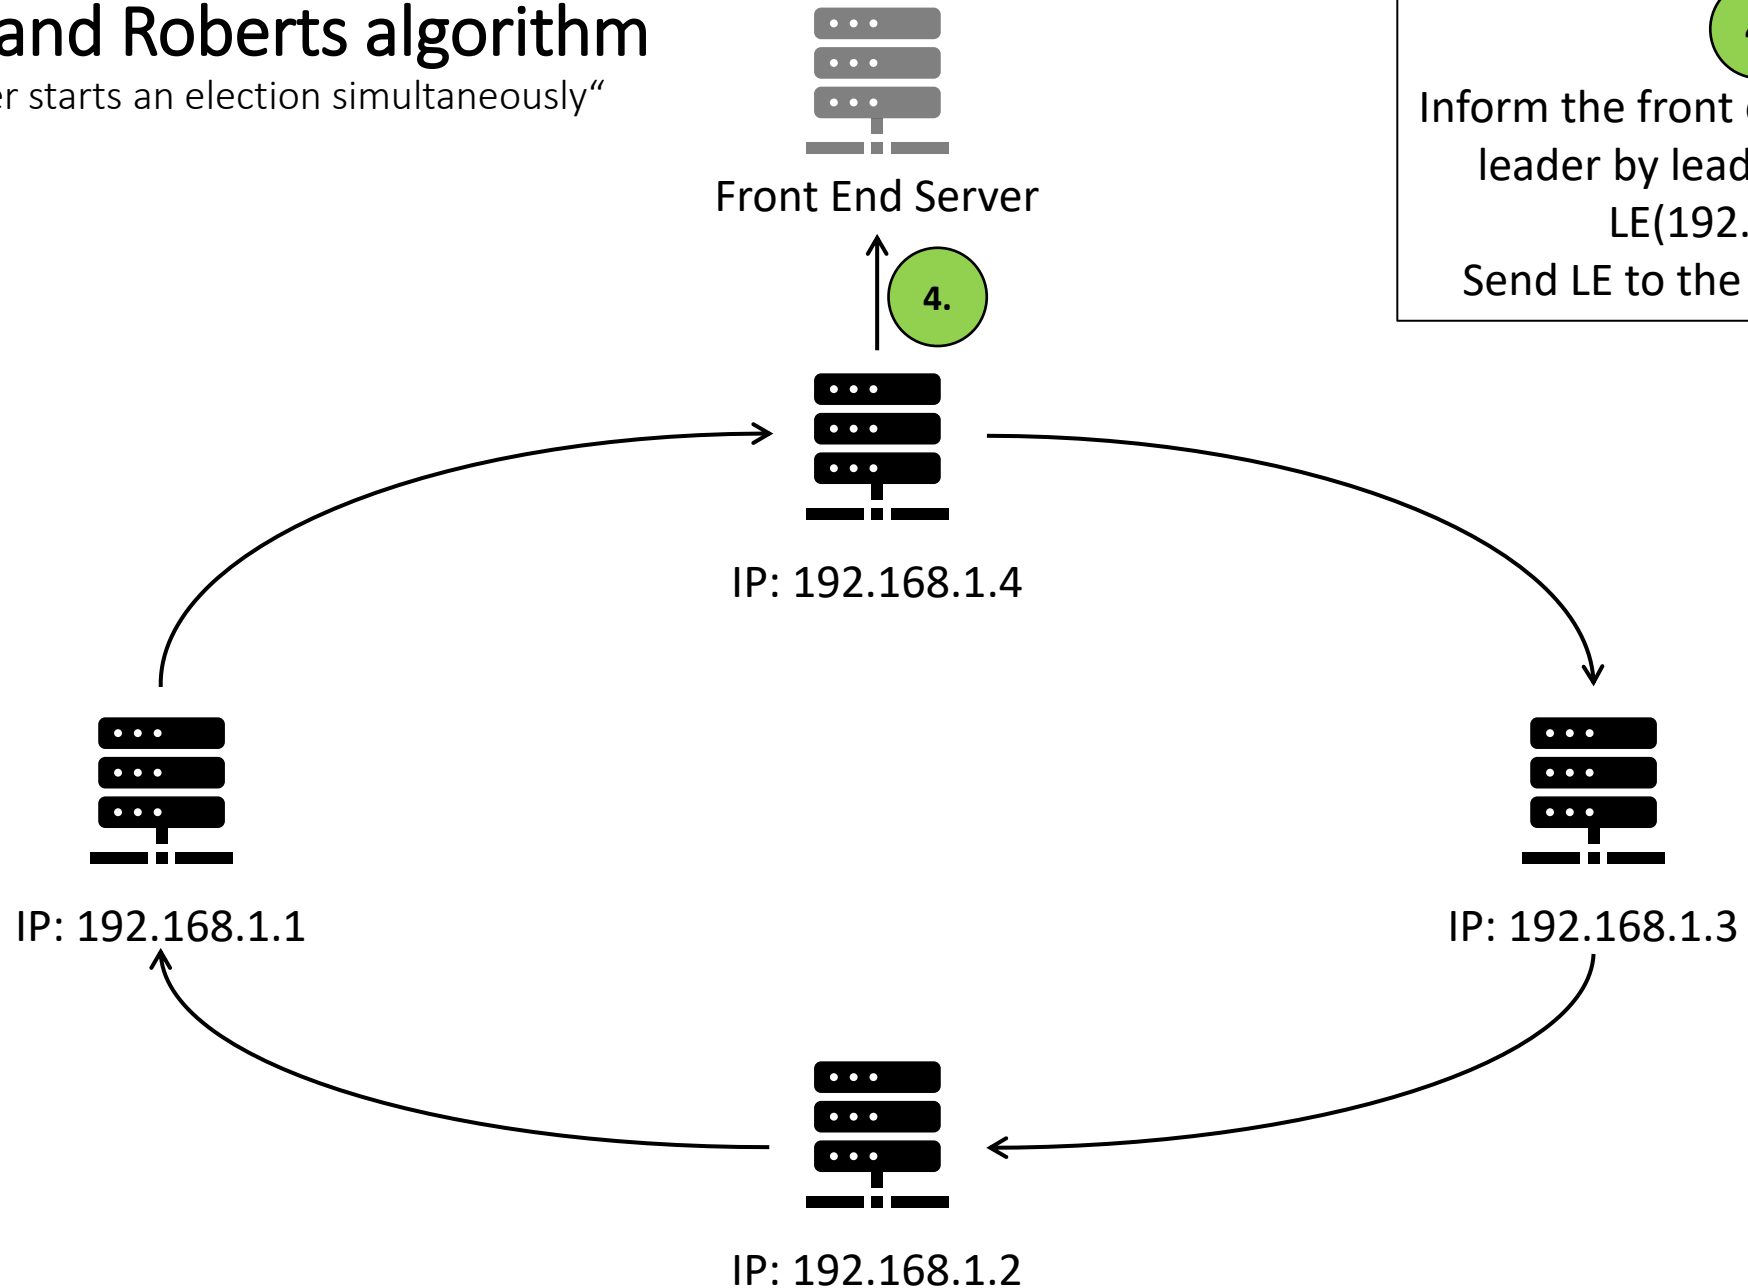 and Roberts algorithm
starts an election simultaneously“
Front End Server
4.
Inform the front
leader by
LE(192.
Send LE to the
IP: 192.168.1.4
IP: 192.168.1.1
IP: 192.168.1.3
IP: 192.168.1.2